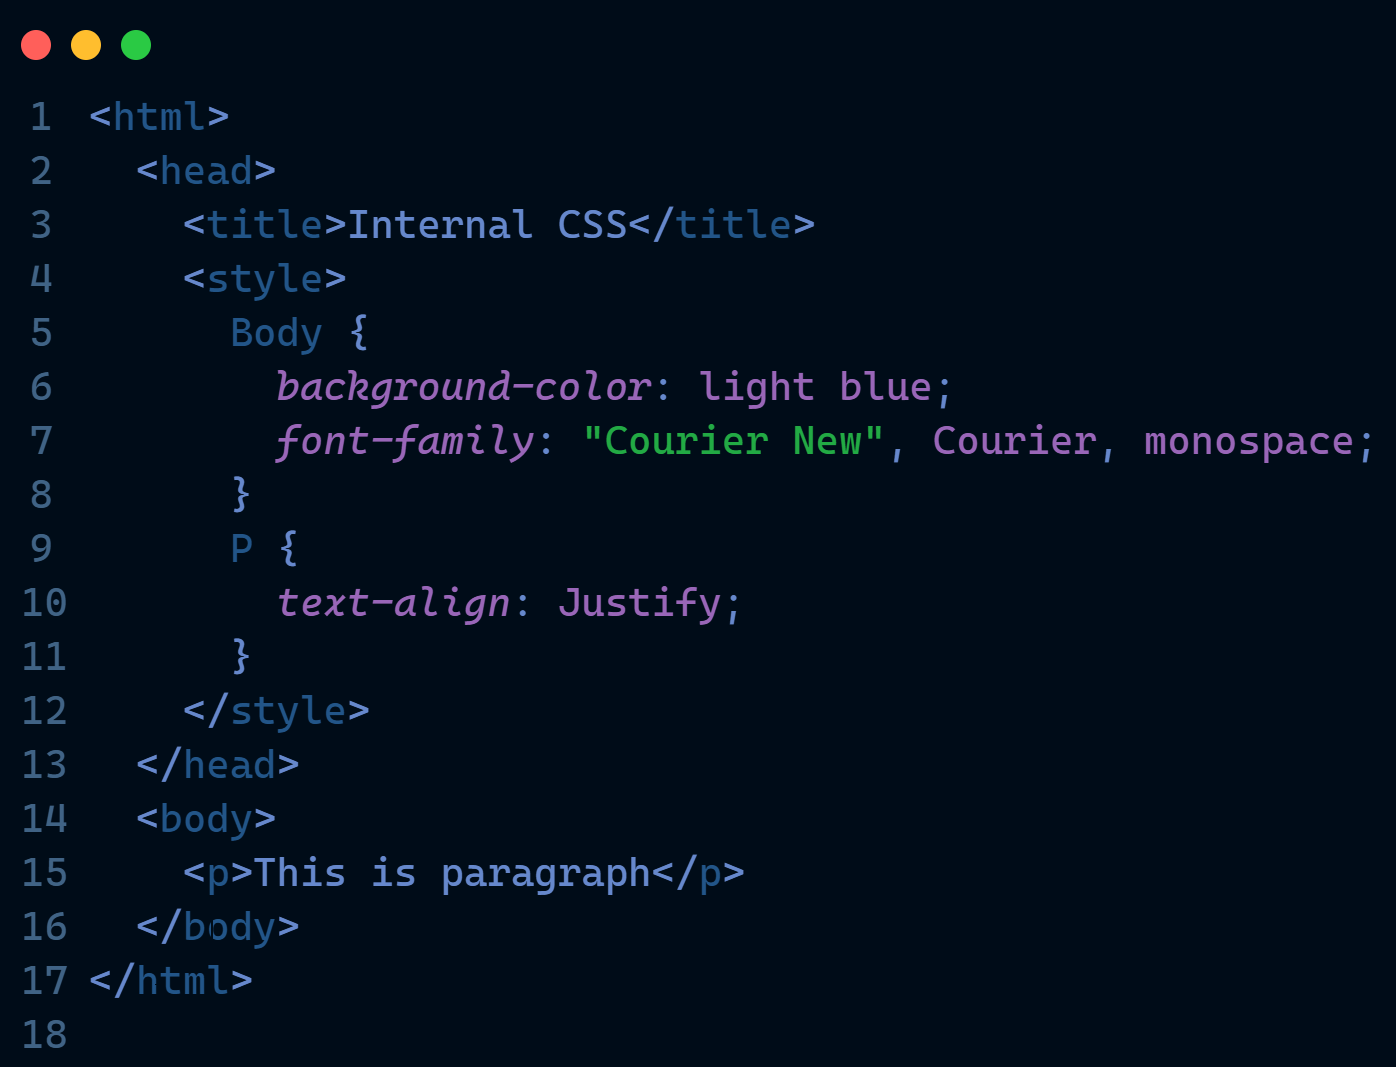 1 <html>
2   <head>
3     <title>Internal CSS</title>
4     <style>
5       Body {
6         background-color: light blue;
7         font-family: "Courier New", Courier, monospace;
8       }
9       P {
10         text-align: Justify;
11       }
12     </style>
13   </head>
14   <body>
15     <p>This is paragraph</p>
16   </body>
17 </html>
18